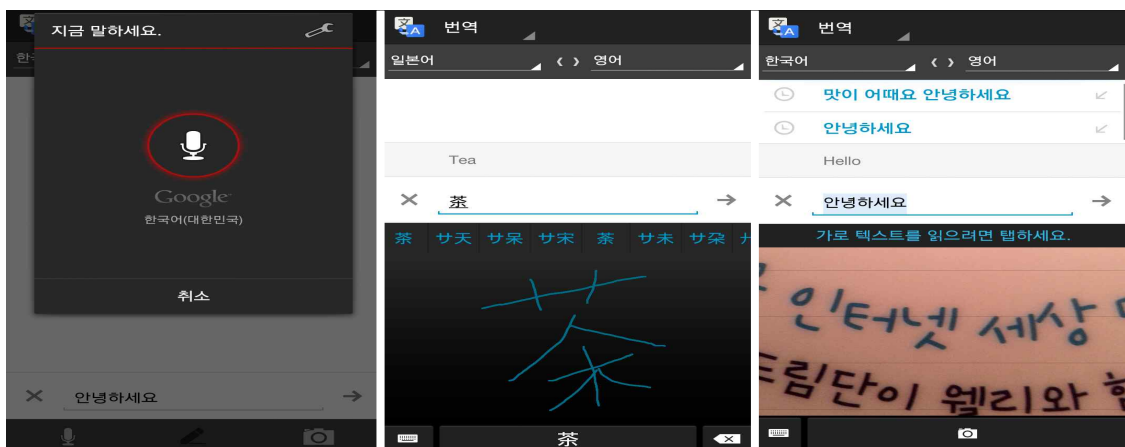 지금 말하세요.
한국
Google
한국어(대한민국)
취소
안녕하세요
번역
일본어
영어
Tea
茶
茶 サ天 サ呆 サ宋 茶 サ未 サ朶
茶
茶
번역
한국어
영어
맛이 어때요 안녕하세요
안녕하세요
Hello
안녕하세요
가로 텍스트를 읽으려면 탭하세요.
인터넷 세상
드림단이 웰리와